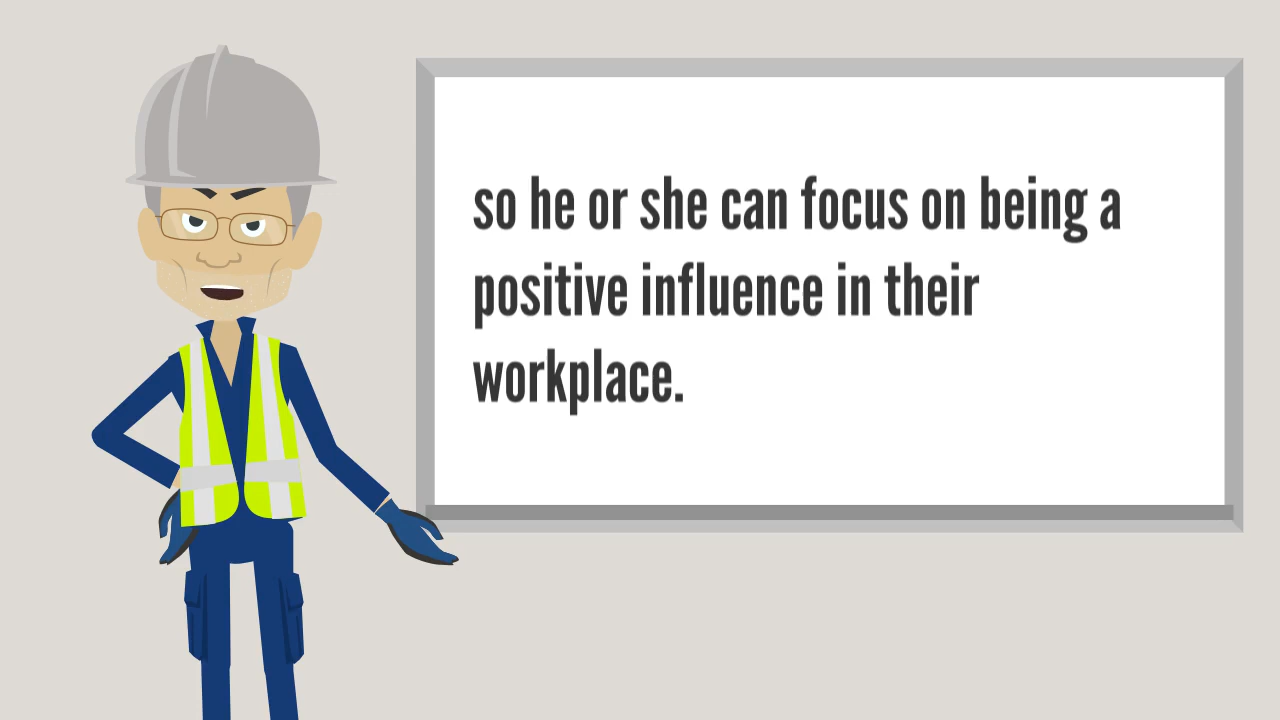 so he or she can focus on being a
positive influence in their
workplace.